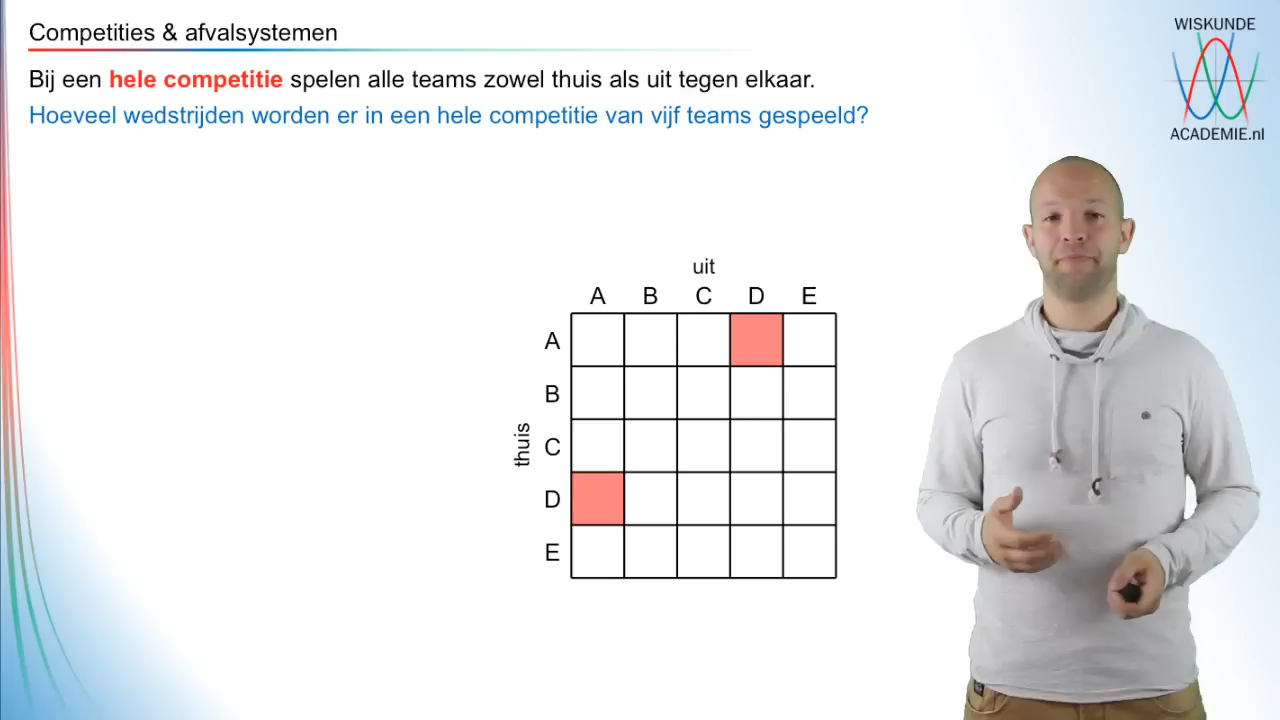 Competities & afvalsystemen
WISKUNDE
ACADEMIE.nl
Bij een hele competitie spelen alle teams zowel thuis als uit tegen elkaar.
Hoeveel wedstrijden worden er in een hele competitie van vijf teams gespeeld?
uit
A B C D E
A
B
thuis
C
D
E